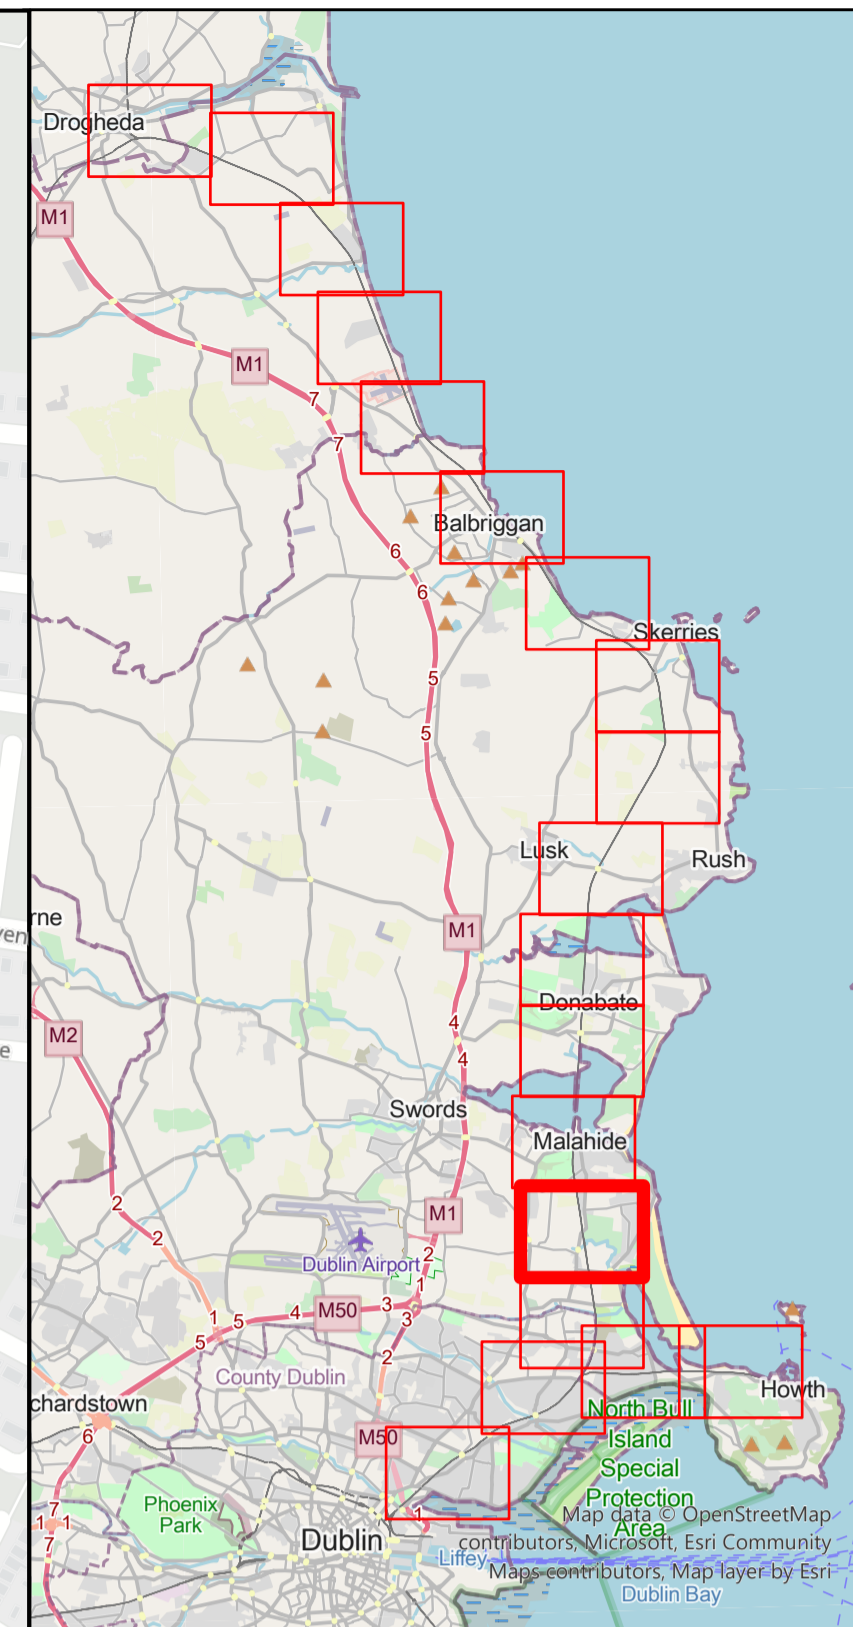 Drogheda
M1
M1
7
7
Balbriggan
6
6
Skerries
5
5
Lusk
Rush
rne
M1
ven
Donabate
4
M2
4
e
Swords
Malahide
2
M1
2
2
Dublin Airport
1
1
5
4
M50
3
3
5
2
County Dublin
chardstown
Howth
6
M50
North Bull
Island
Special
Protection
Area
7
1
1
7
Phoenix
Park
1
Dublin
Liffey
Map data © OpenStreetMap
contributors, Microsoft, Esri Community
Maps contributors, Map layer by Esri
Dublin Bay